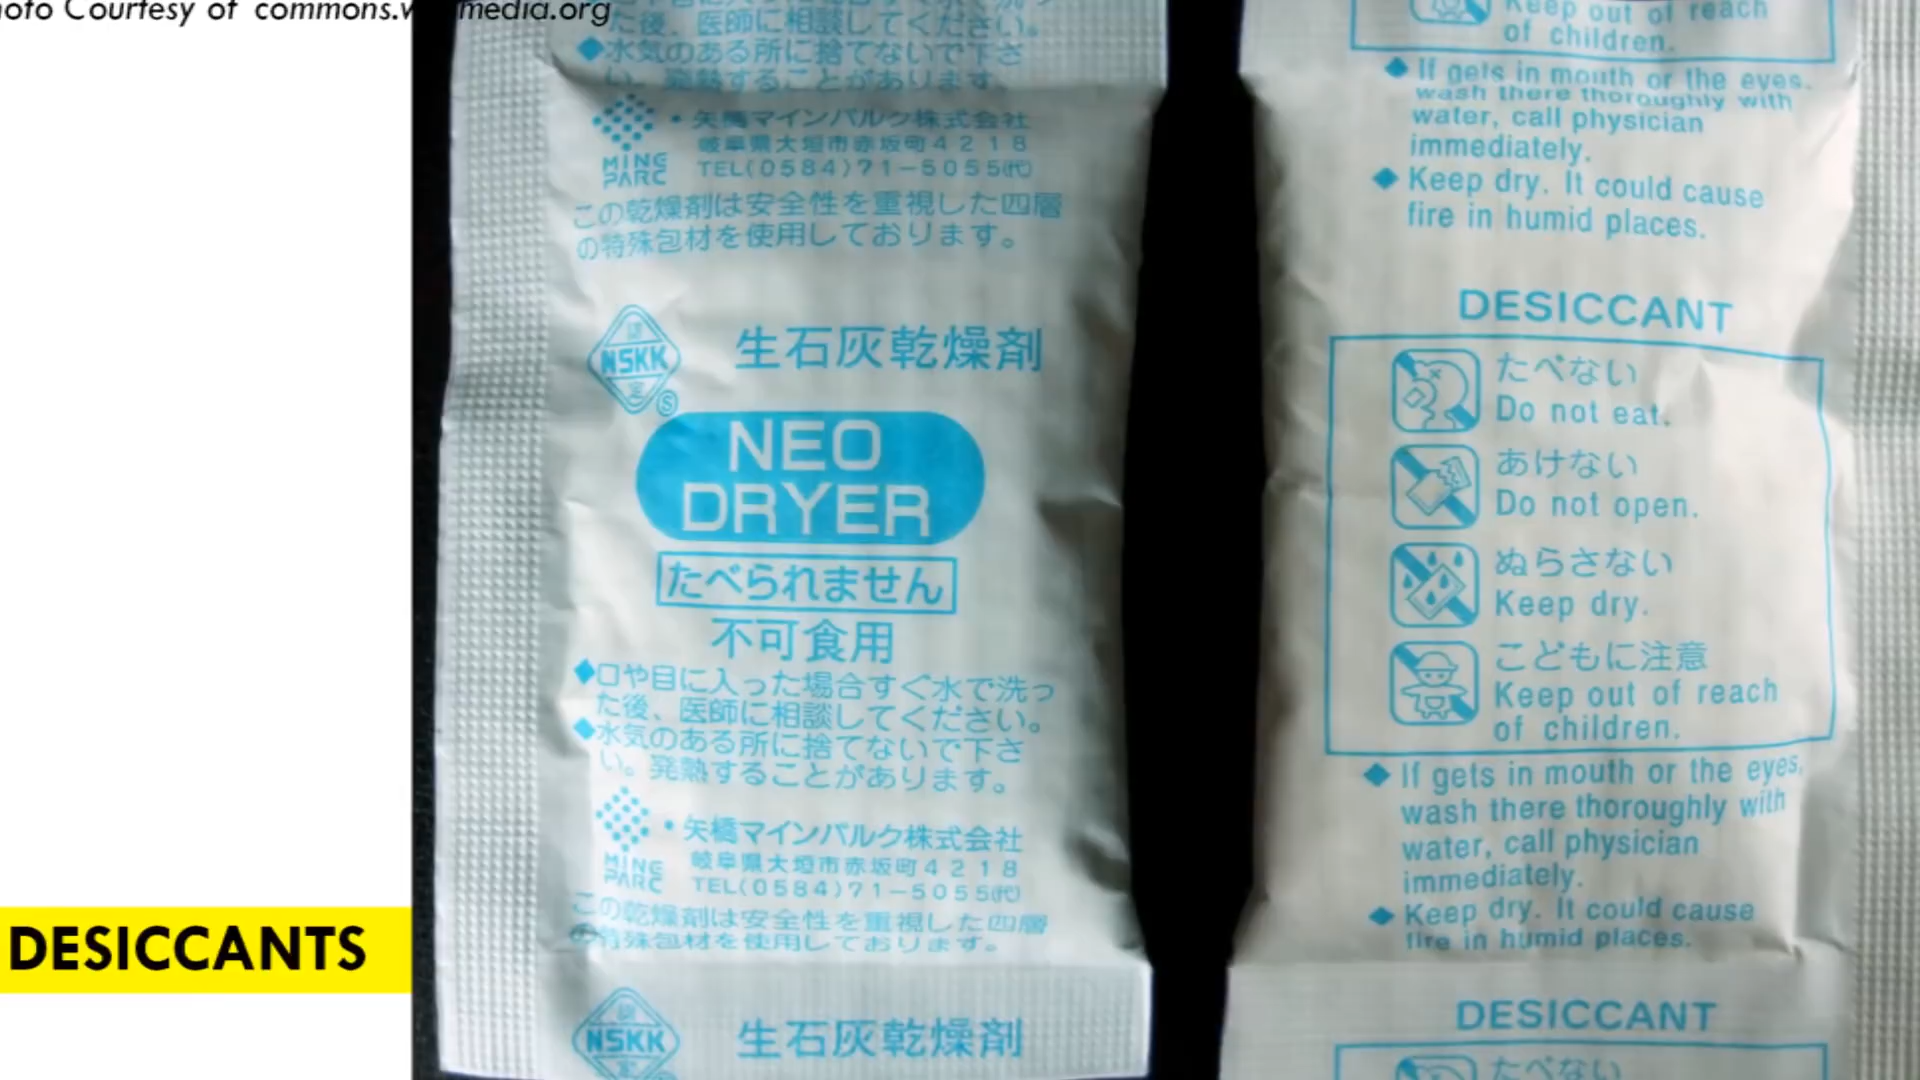 oto Courtesy of commons.w media.org
た後、医師に相談してください。
◆水気のある所に捨てないで下さ
い。発熱することがあります。
MINE PARC
・矢橋マインパルク株式会社
岐阜県大垣市赤坂町4218
TEL(0584)71-5055㈹
この乾燥剤は安全性を重視した四層
の特殊包材を使用しております。
NSKK
認
定
Ⓢ
生石灰乾燥剤
NEO
DRYER
たべられません
不可食用
◆口や目に入った場合すぐ水で洗っ
た後、医師に相談してください。
◆水気のある所に捨てないで下さ
い。発熱することがあります。
MINE PARC
・矢橋マインパルク株式会社
岐阜県大垣市赤坂町4218
TEL(0584)71-5055㈹
この乾燥剤は安全性を重視した四層
の特殊包材を使用しております。
NSKK
生石灰乾燥剤
Keep out of reach
of children.
◆If gets in mouth or the eyes.
wash there thoroughly with
water, call physician
immediately.
◆Keep dry. It could cause
fire in humid places.
DESICCANT
たべない
Do not eat.
あけない
Do not open.
ぬらさない
Keep dry.
こどもに注意
Keep out of reach
of children.
◆If gets in mouth or the eyes,
wash there thoroughly with
water, call physician
immediately.
◆Keep dry. It could cause
fire in humid places.
DESICCANT
たべない
DESICCANTS